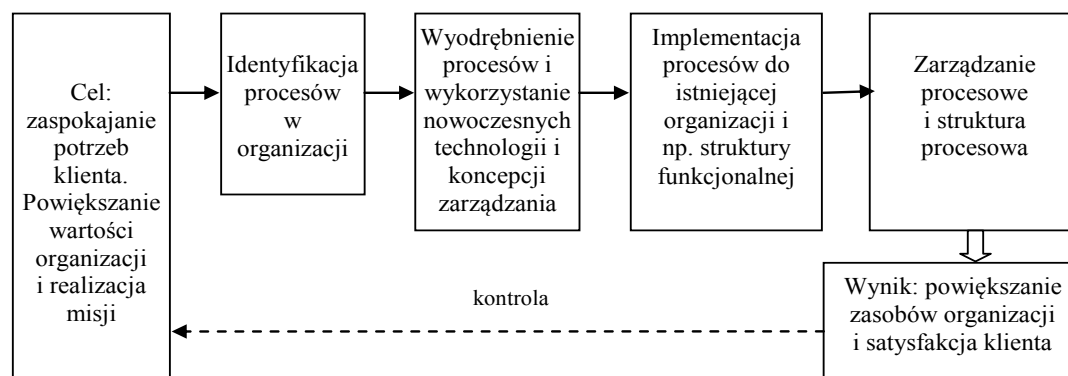 Cel:
zaspokajanie
potrzeb
klienta.
Powiększanie
wartości
organizacji
i realizacja
misji
Identyfikacja
procesów
w
organizacji
Wyodrębnienie
procesów i
wykorzystanie
nowoczesnych
technologii i
koncepcji
zarządzania
Implementacja
procesów do
istniejącej
organizacji i
np. struktury
funkcjonalnej
Zarządzanie
procesowe
i struktura
procesowa
Wynik: powiększanie
zasobów organizacji
i satysfakcja klienta
kontrola